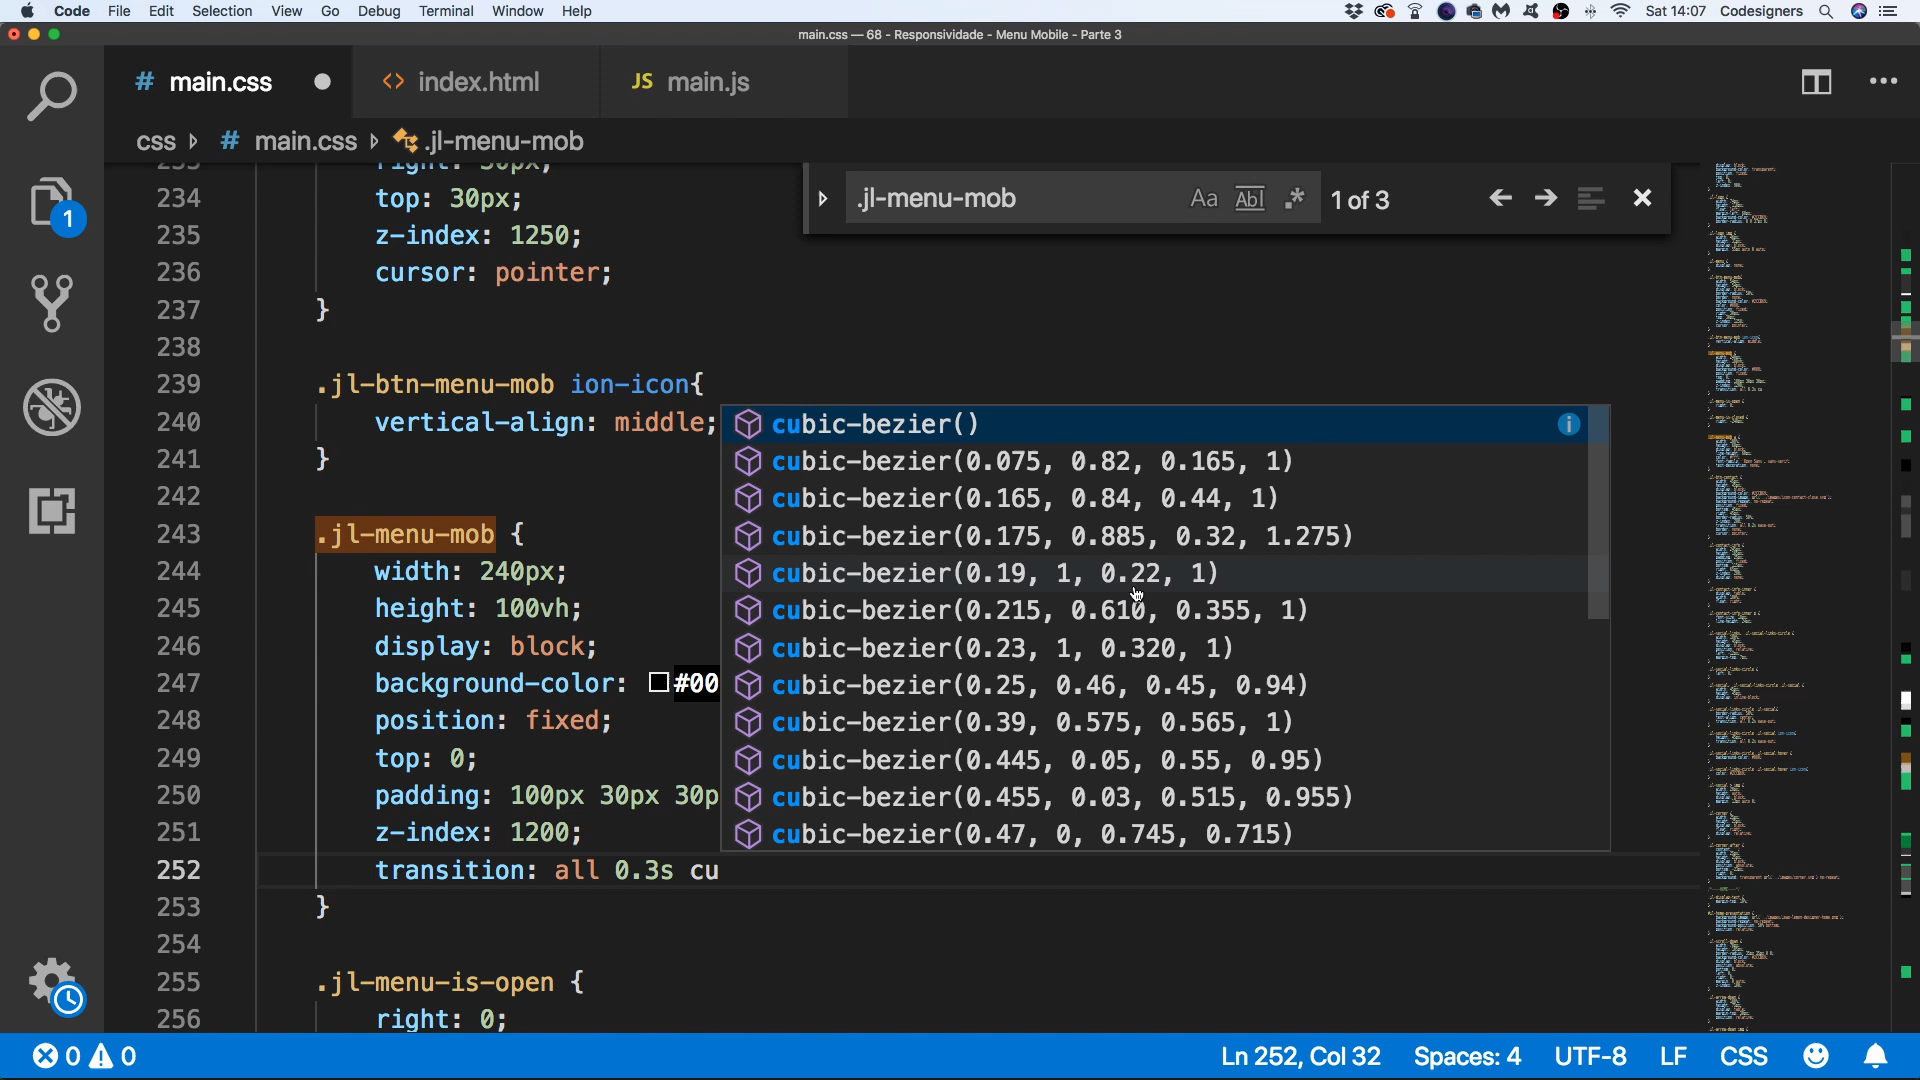 Code File Edit Selection View Go Debug Terminal Window Help Sat 14:07 Codesigners
main.css — 68 - Responsividade - Menu Mobile - Parte 3
# main.css <> index.html JS main.js
css # main.css .jl-menu-mob
.jl-menu-mob Aa Abl .* 1 of 3
234 top: 30px;
235 z-index: 1250;
236 cursor: pointer;
237 }
238
239 .jl-btn-menu-mob ion-icon{
240 vertical-align: middle;
241 }
242
243 .jl-menu-mob {
244 width: 240px;
245 height: 100vh;
246 display: block;
247 background-color: #00
248 position: fixed;
249 top: 0;
250 padding: 100px 30px 30p
251 z-index: 1200;
252 transition: all 0.3s cu
253 }
254
255 .jl-menu-is-open {
256 right: 0;
cubic-bezier()
cubic-bezier(0.075, 0.82, 0.165, 1)
cubic-bezier(0.165, 0.84, 0.44, 1)
cubic-bezier(0.175, 0.885, 0.32, 1.275)
cubic-bezier(0.19, 1, 0.22, 1)
cubic-bezier(0.215, 0.610, 0.355, 1)
cubic-bezier(0.23, 1, 0.320, 1)
cubic-bezier(0.25, 0.46, 0.45, 0.94)
cubic-bezier(0.39, 0.575, 0.565, 1)
cubic-bezier(0.445, 0.05, 0.55, 0.95)
cubic-bezier(0.455, 0.03, 0.515, 0.955)
cubic-bezier(0.47, 0, 0.745, 0.715)
1
0 0 Ln 252, Col 32 Spaces: 4 UTF-8 LF CSS